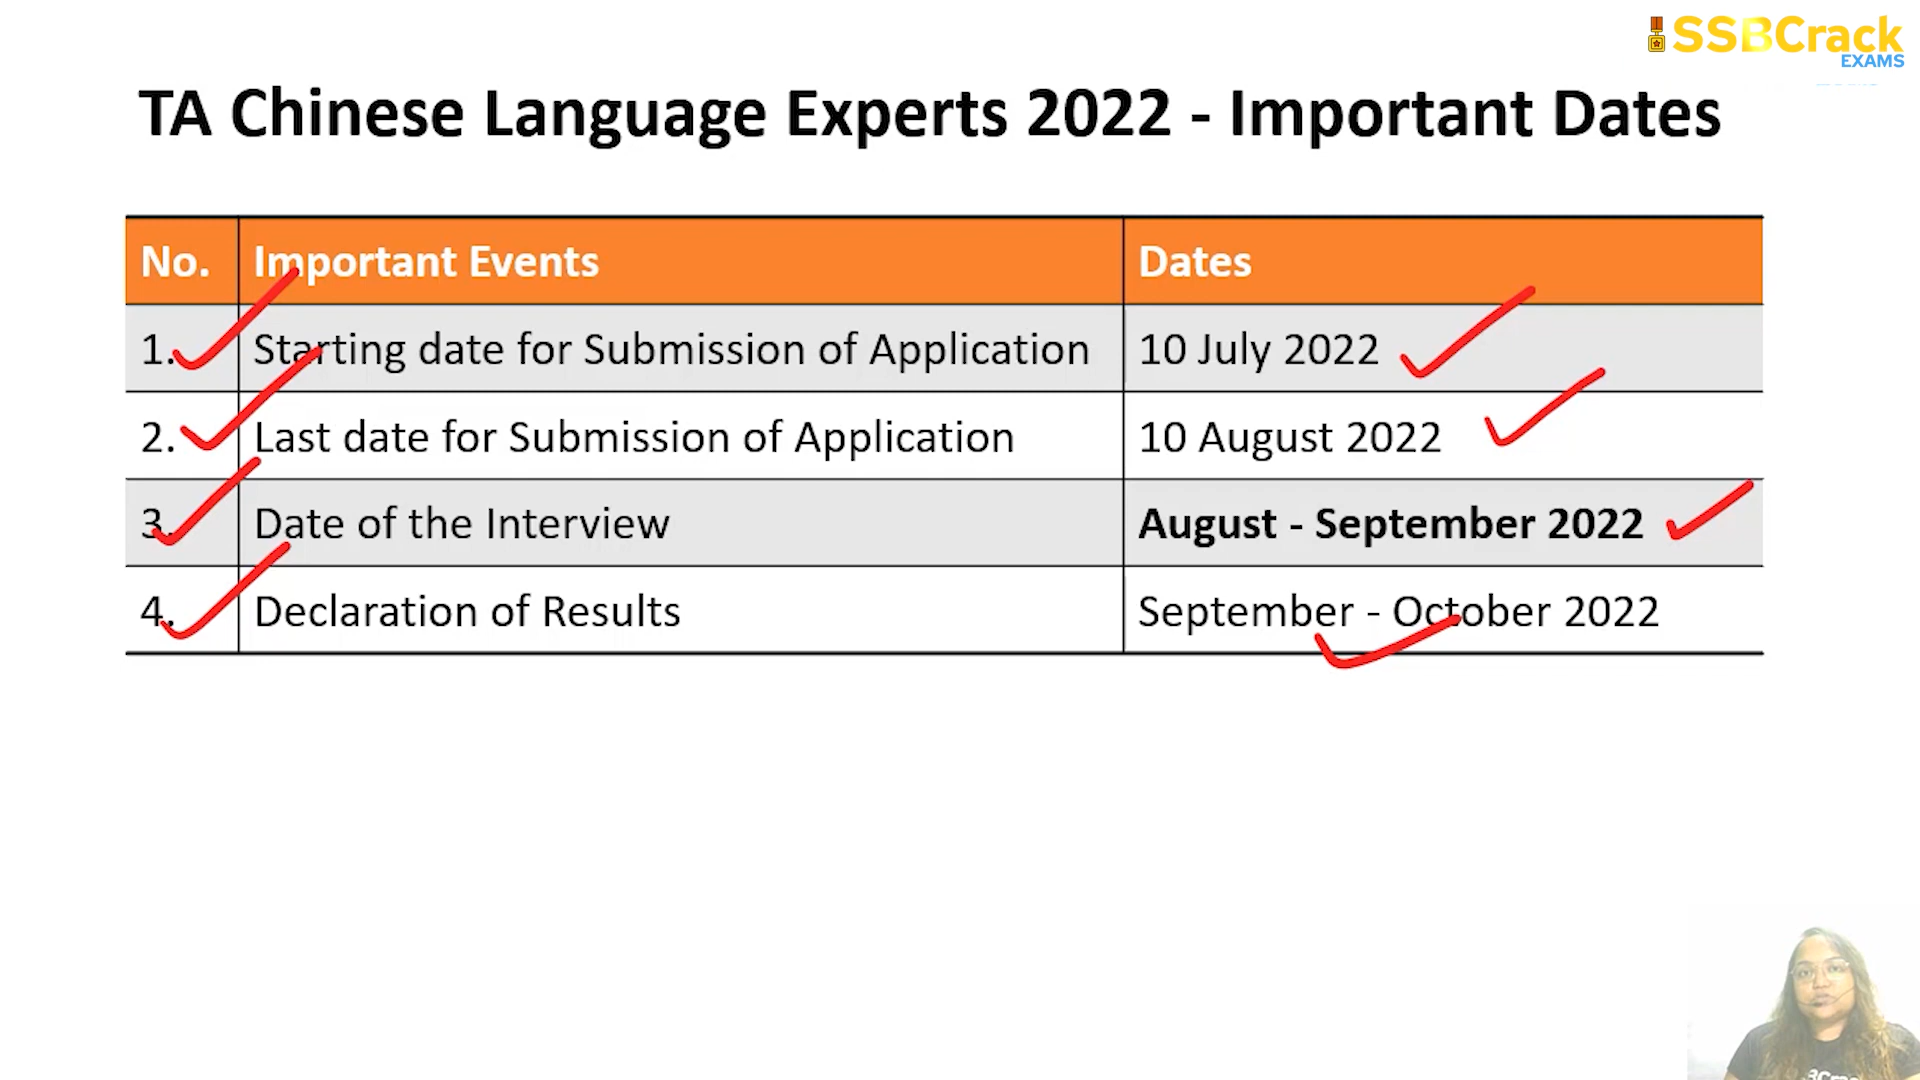 SSBCrack
EXAMS
TA Chinese Language Experts 2022 - Important Dates
No. Important Events Dates
1. Starting date for Submission of Application 10 July 2022
2. Last date for Submission of Application 10 August 2022
3. Date of the Interview August - September 2022
4. Declaration of Results September - October 2022